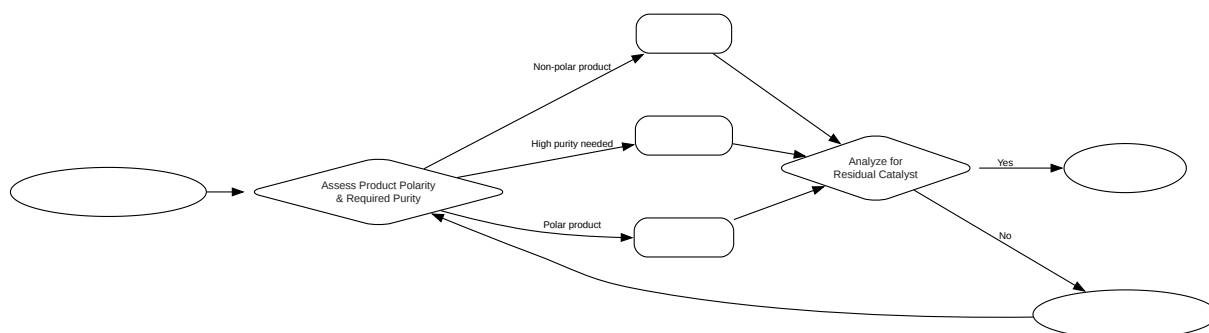 Non-polar product
High purity needed
Assess Product Polarity
& Required Purity
Polar product
Analyze for
Residual Catalyst
Yes
No